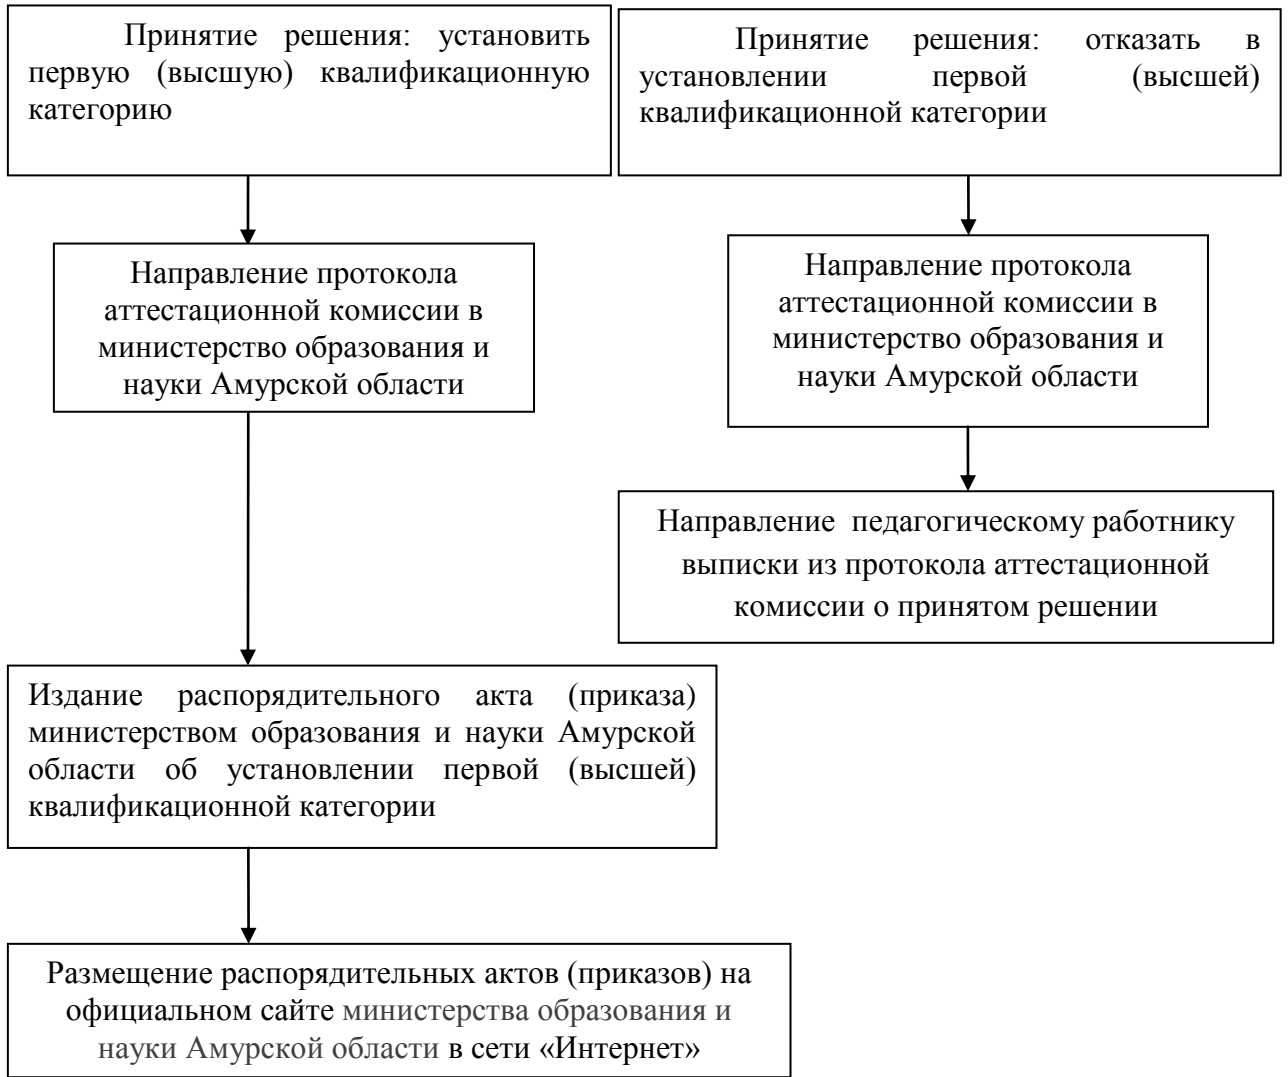 Принятие решения: установить
первую (высшую) квалификационную
категорию
Принятие решения: отказать в
установлении первой (высшей)
квалификационной категории
Направление протокола
аттестационной комиссии в
министерство образования и
науки Амурской области
Направление протокола
аттестационной комиссии в
министерство образования и
науки Амурской области
Направление педагогическому работнику
выписки из протокола аттестационной
комиссии о принятом решении
Издание распорядительного акта (приказа)
министерством образования и науки Амурской
области об установлении первой (высшей)
квалификационной категории
Размещение распорядительных актов (приказов) на
официальном сайте министерства образования и
науки Амурской области в сети «Интернет»